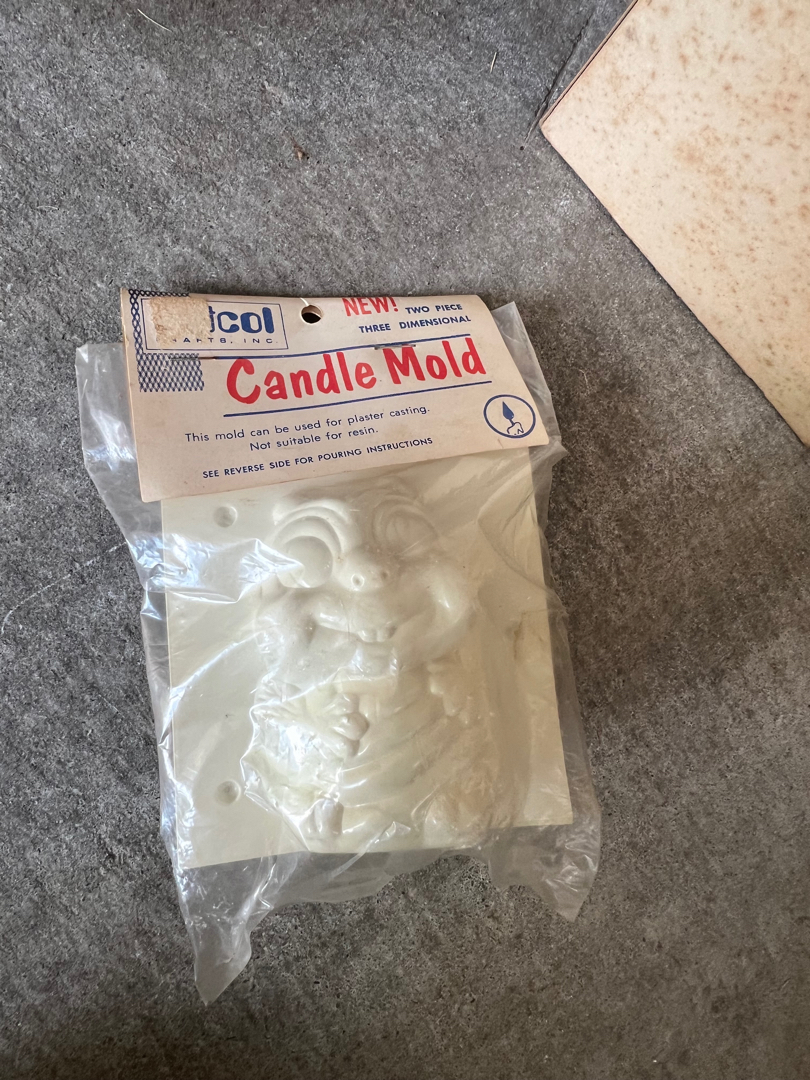 NEW! TWO PIECE
THREE DIMENSIONAL
Candle Mold
This mold can be used for plaster casting.
Not suitable for resin.
SEE REVERSE SIDE FOR POURING INSTRUCTIONS